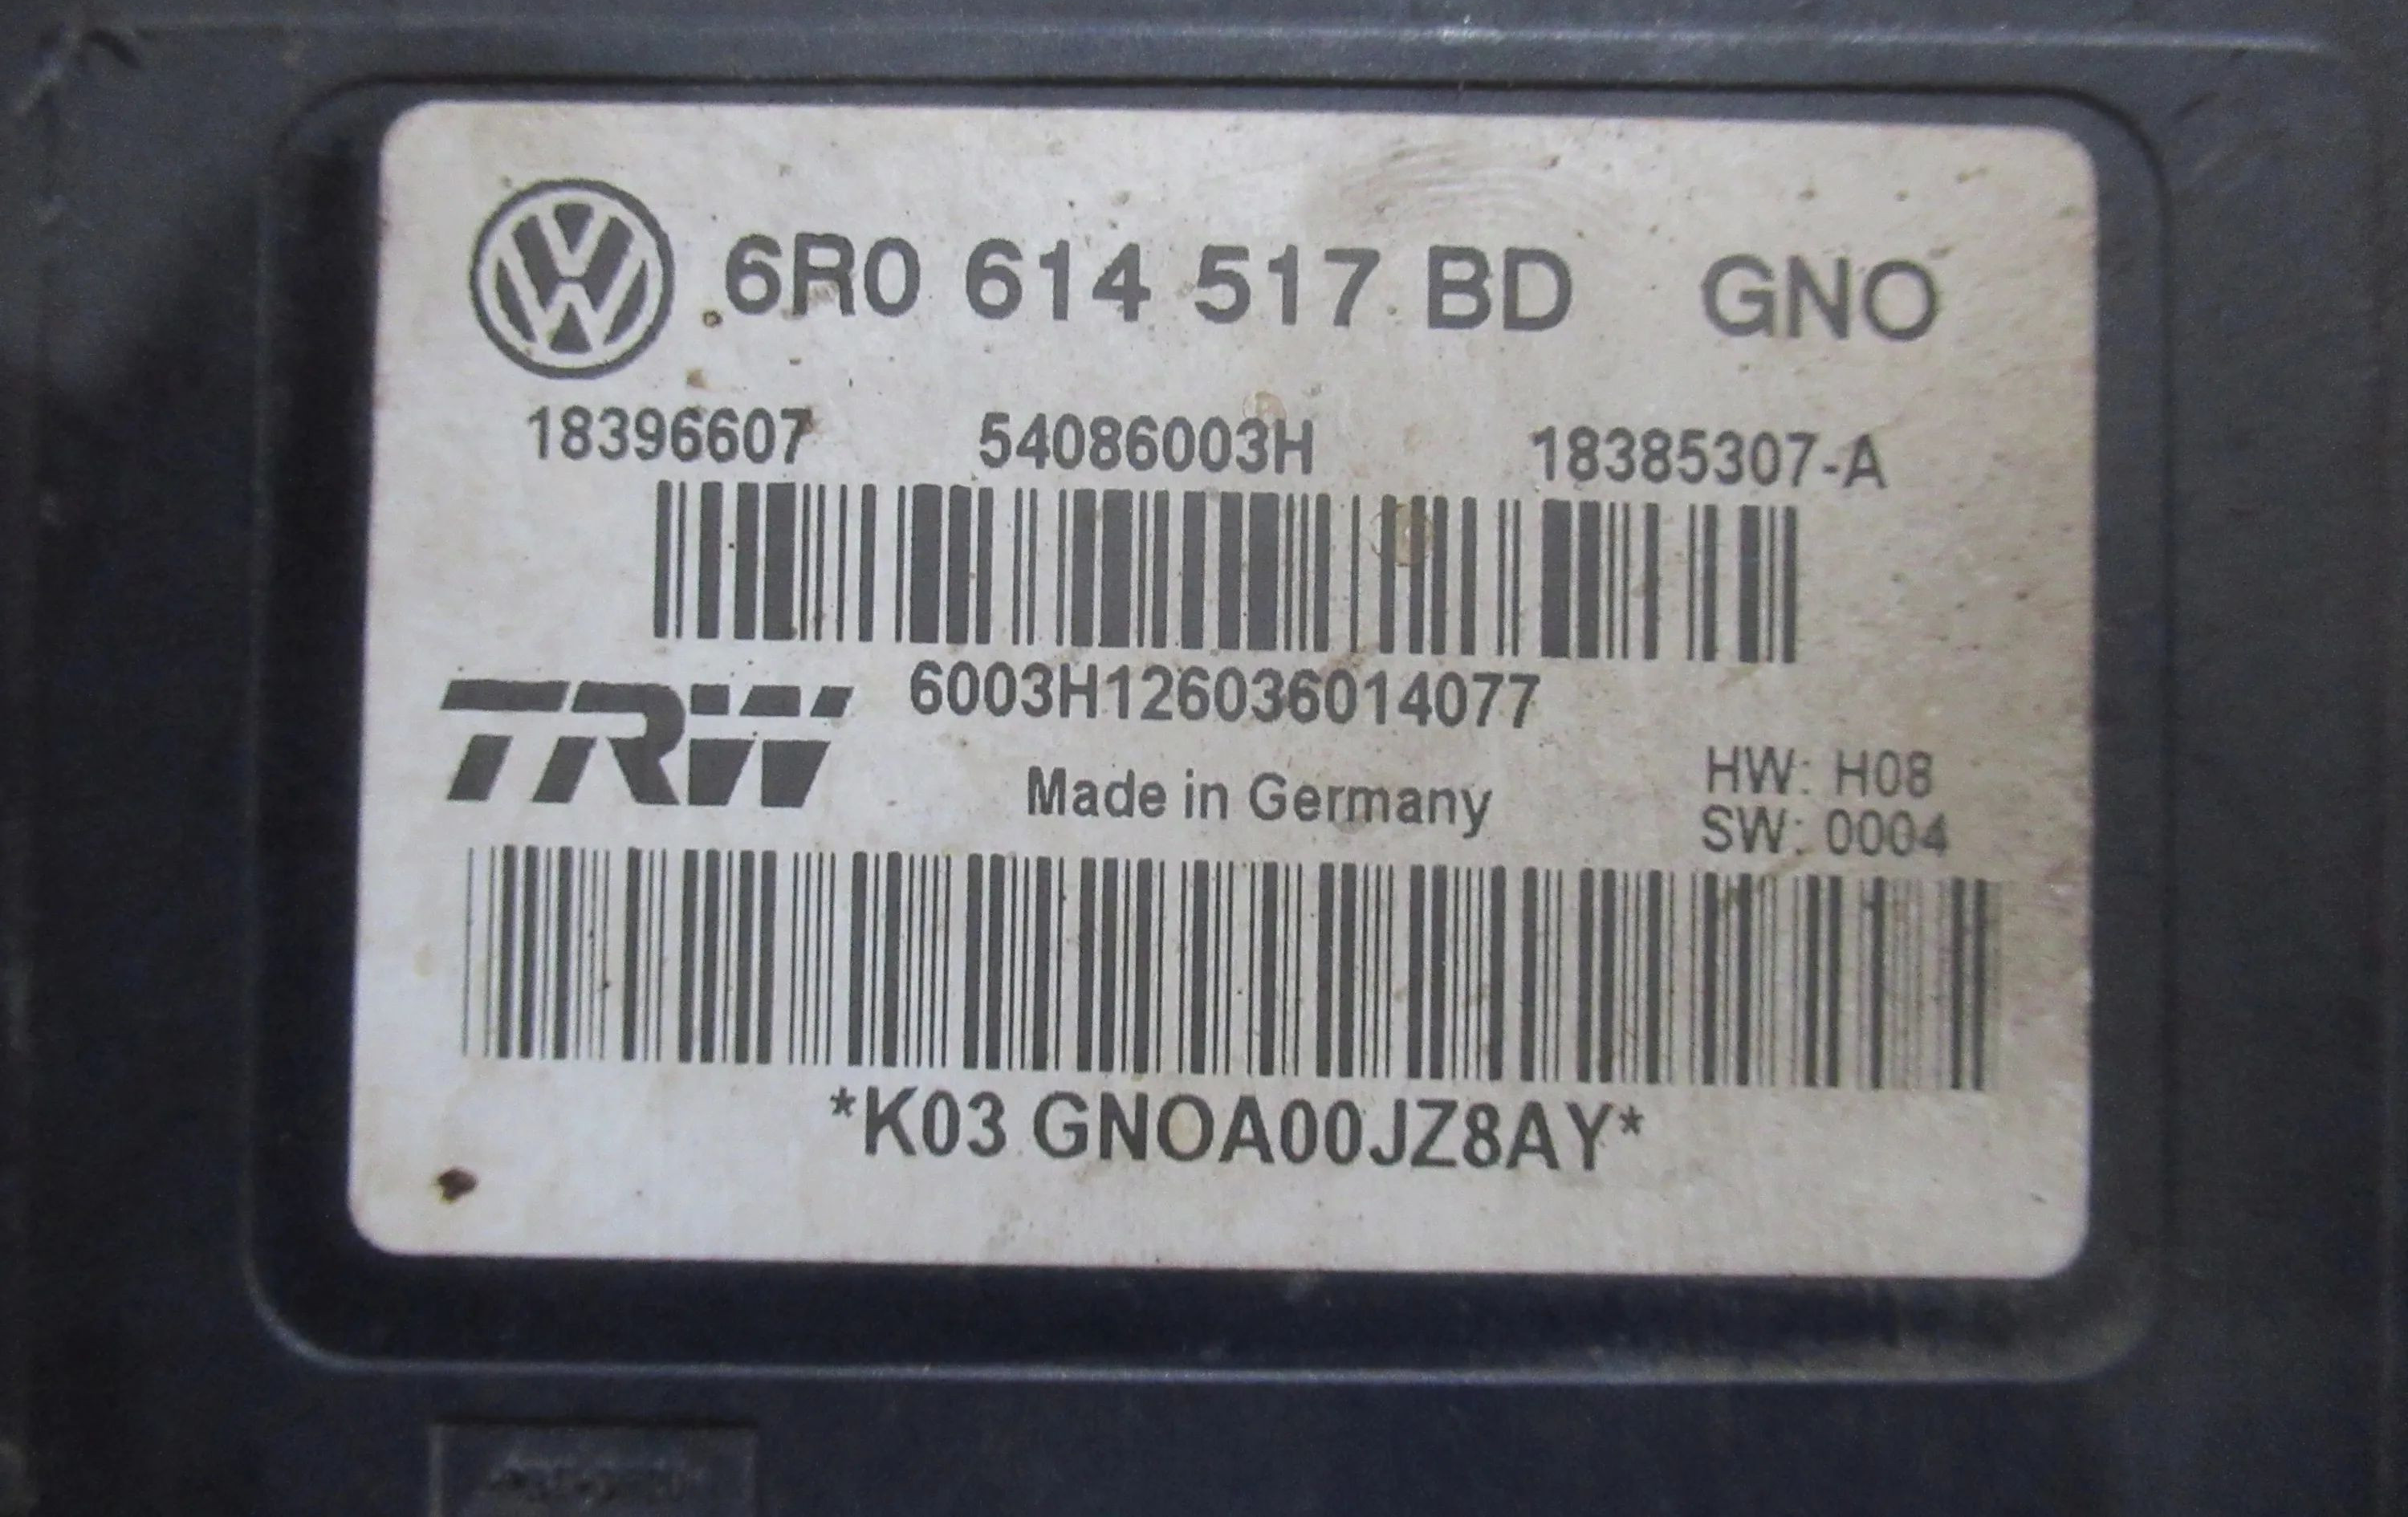 6R0 614 517 BD GNO
18396607 54086003H 18385307-A
6003H126036014077
TRW
Made in Germany
HW: H08
SW: 0004
*K03 GNOA00JZ8AY*